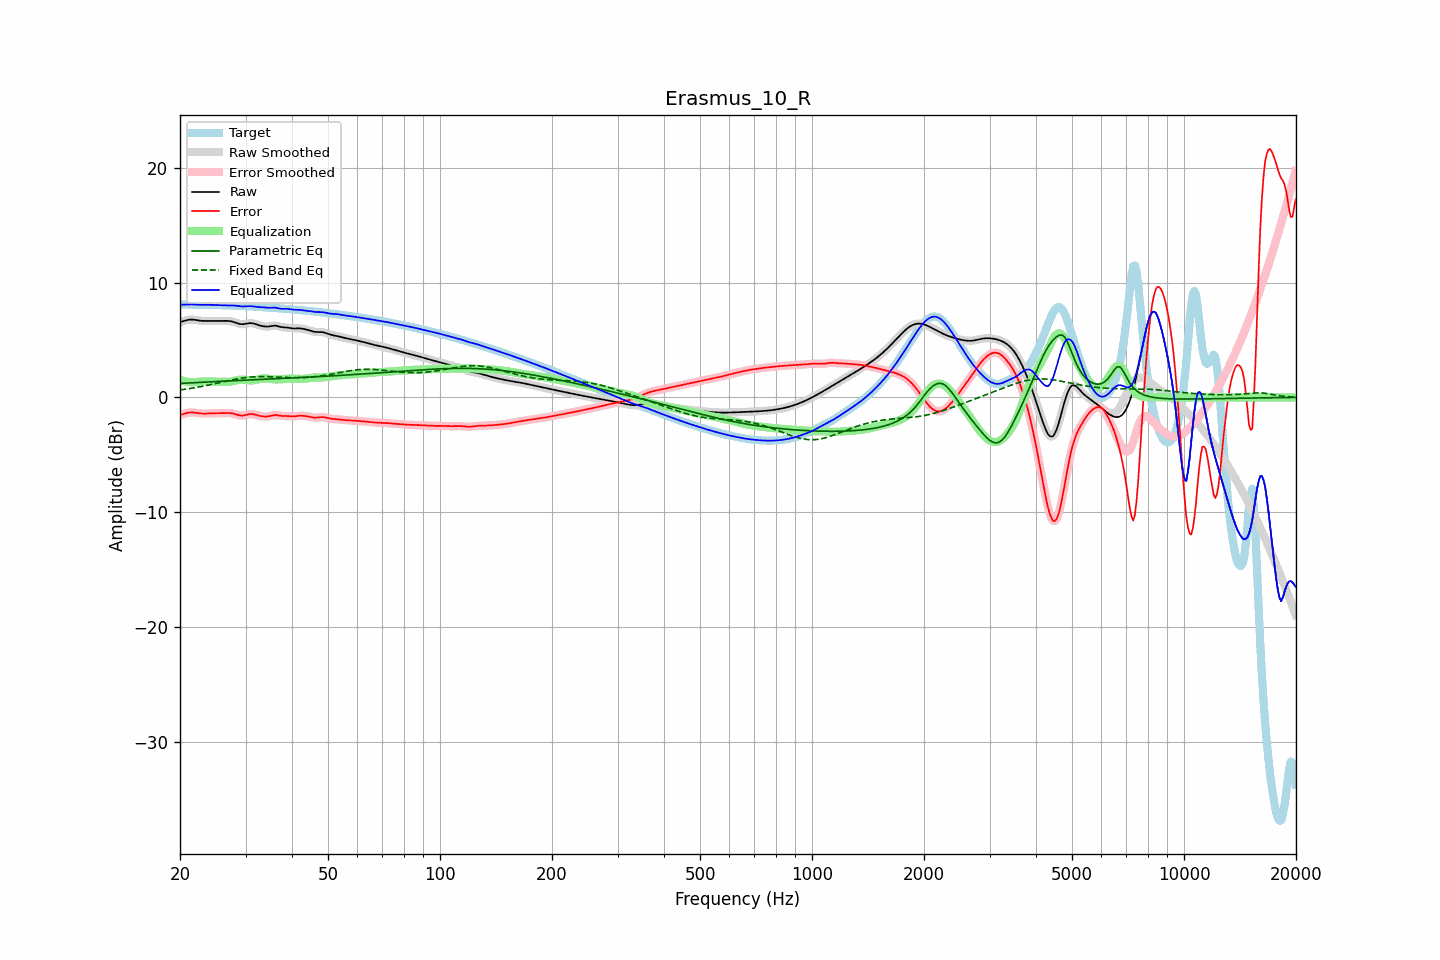 Erasmus_10_R
Target
Raw Smoothed
Error Smoothed
Raw
Error
Equalization
Parametric Eq
Fixed Band Eq
Equalized
20
10
0
−10
−20
−30
Amplitude (dBr)
20 50 100 200 500 1000 2000 5000 10000 20000
Frequency (Hz)